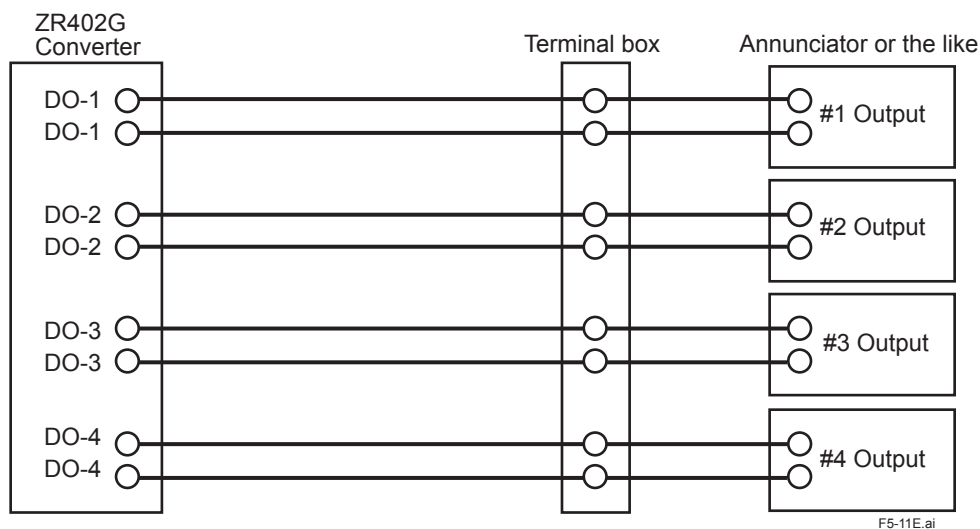 ZR402G
Converter
Terminal box
Annunciator or the like
DO-1
DO-1
#1 Output
DO-2
DO-2
#2 Output
DO-3
DO-3
#3 Output
DO-4
DO-4
#4 Output
F5-11E.ai